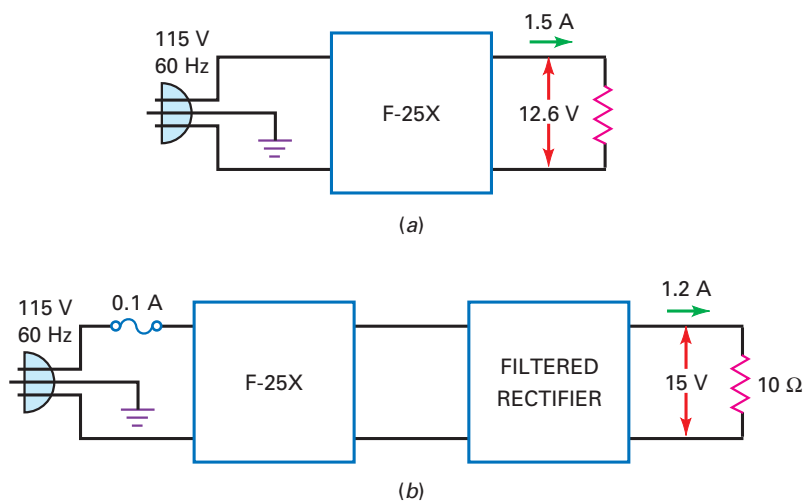 1.5 A
115 V
60 Hz
F-25X
12.6 V
(a)
115 V
60 Hz
0.1 A
F-25X
FILTERED
RECTIFIER
1.2 A
15 V
10 Ω
(b)